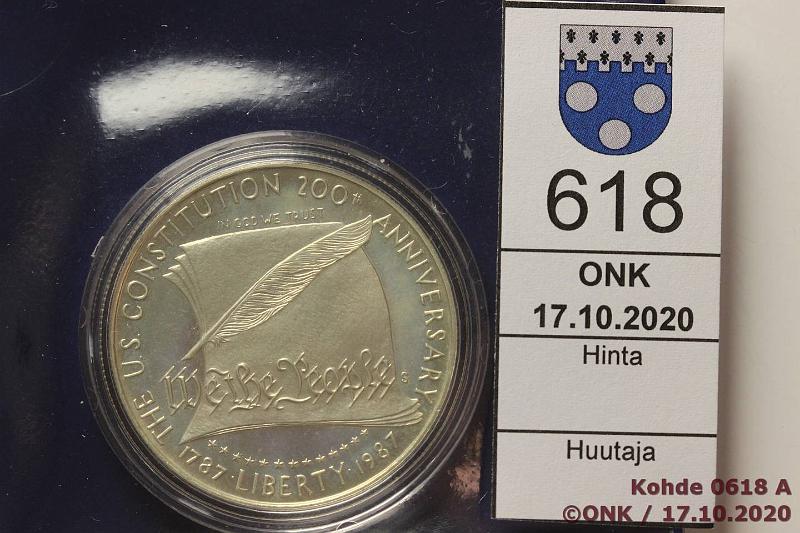 THE U.S. CONSTITUTION 200TH ANNIVERSARY
IN GOD WE TRUST
We the People
S
1787 · LIBERTY · 1987
618
ONK
17.10.2020
Hinta
Huutaja
Kohde 0618 A
©ONK / 17.10.2020